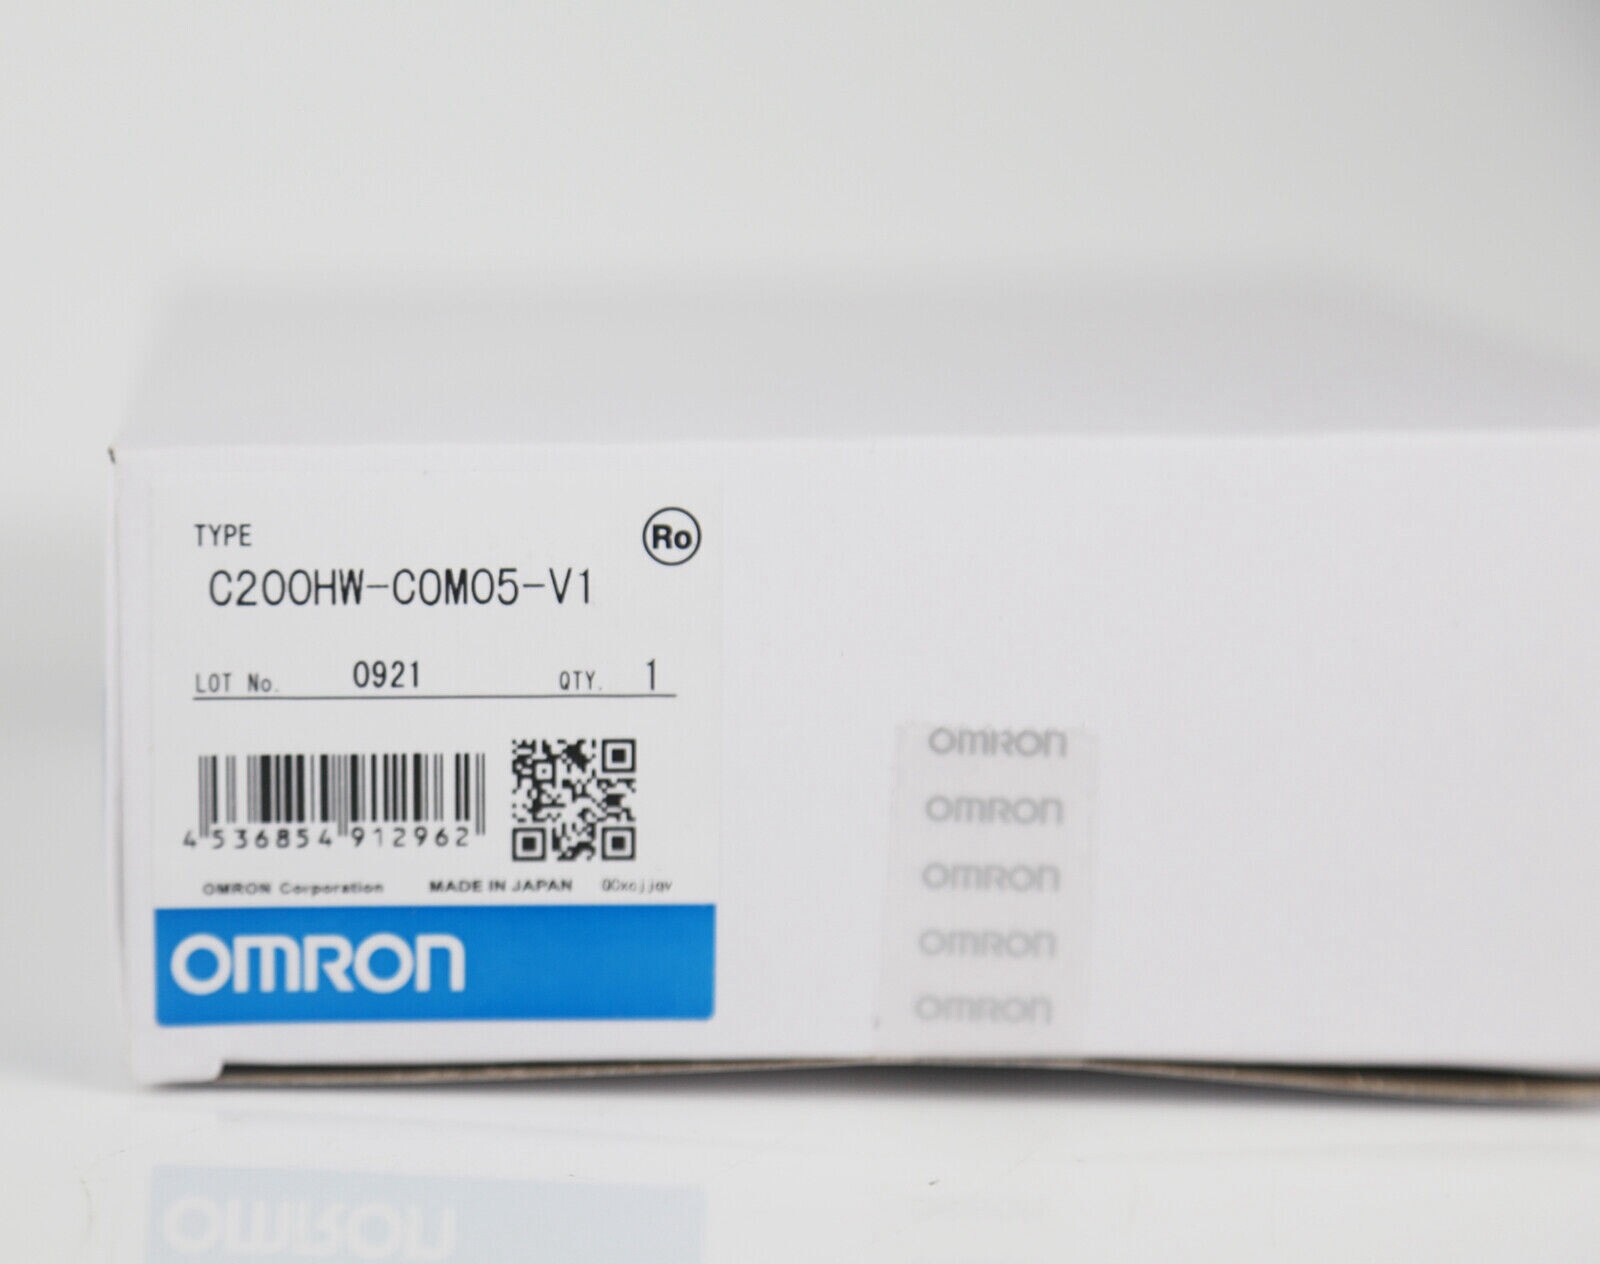 TYPE
Ro
C200HW-COM05-V1
LOT No. 0921 QTY. 1
4 536854 912962
OMRON Corporation MADE IN JAPAN
OMRON
OMRON
OMRON
OMRON
OMRON
OMRON